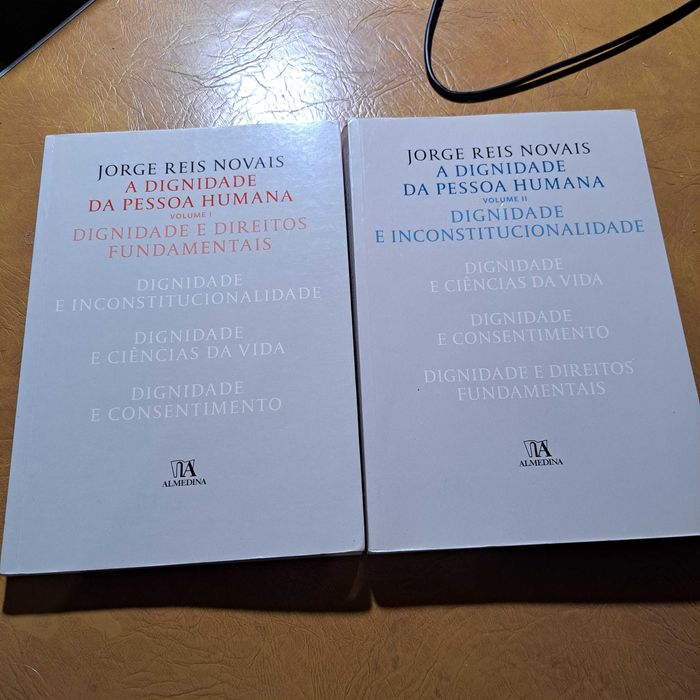 JORGE REIS NOVAIS
A DIGNIDADE
DA PESSOA HUMANA
VOLUME I
DIGNIDADE E DIREITOS
FUNDAMENTAIS
DIGNIDADE
E INCONSTITUCIONALIDADE
DIGNIDADE
E CIÊNCIAS DA VIDA
DIGNIDADE
E CONSENTIMENTO
ALMEDINA
JORGE REIS NOVAIS
A DIGNIDADE
DA PESSOA HUMANA
VOLUME II
DIGNIDADE
E INCONSTITUCIONALIDADE
DIGNIDADE
E CIÊNCIAS DA VIDA
DIGNIDADE
E CONSENTIMENTO
DIGNIDADE E DIREITOS
FUNDAMENTAIS
ALMEDINA